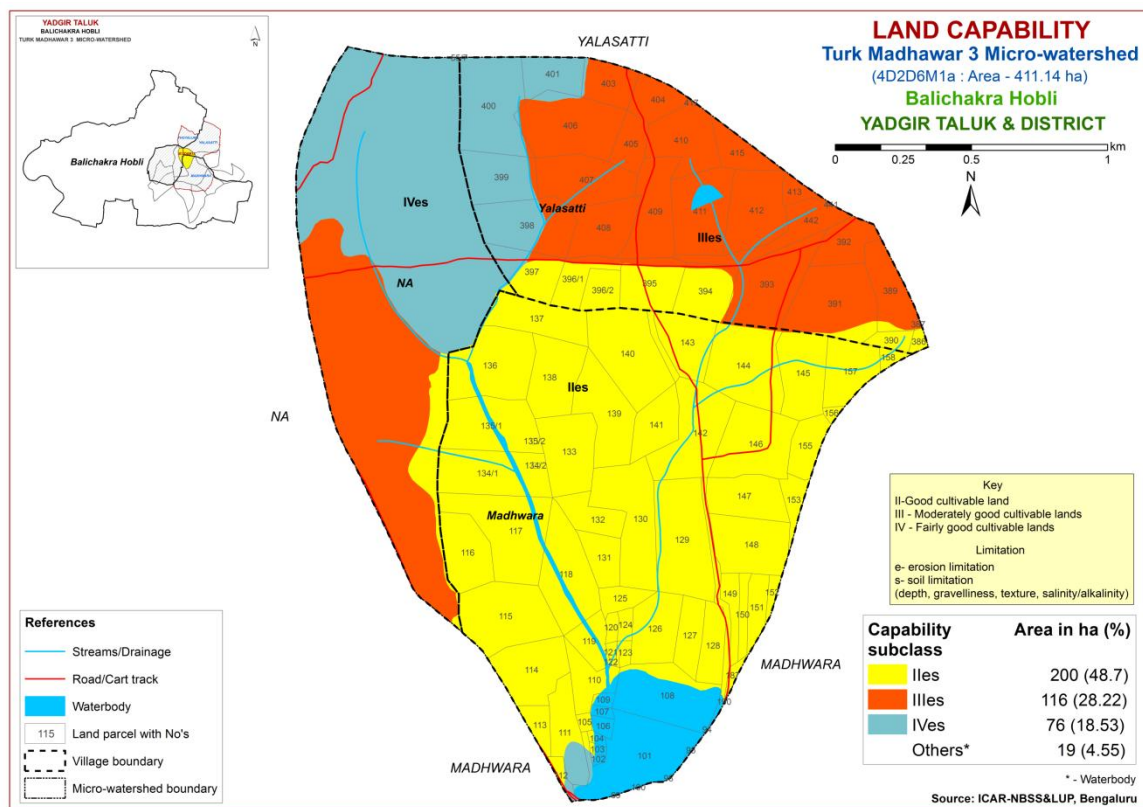 YADGIR TALUK
BALICHAKRA HOBLI
TURK MADHAWAR 3 MICRO-WATERSHED
N
Balichakra Hobli
YALASATTI
LAND CAPABILITY
Turk Madhawar 3 Micro-watershed
(4D2D6M1a : Area - 411.14 ha)
Balichakra Hobli
YADGIR TALUK & DISTRICT
km
0 0.25 0.5 1
N
401
403
400
404
406
410
405
415
399
407
413
IVes
Yalasatti
409
411
412
442
398
408
IIIes
392
397
396/1
395
393
389
NA
396/2
394
391
137
143
390
386
140
158
136
138
IIes
144
145
157
139
156
NA
141
142
146
155
135/1
135/2
133
134/1
134/2
147
153
Madhwara
117
132
130
129
148
116
131
118
125
149
151
150
115
120
124
126
127
128
119
121
123
122
114
110
108
MADHWARA
109
107
113
111
105
106
104
103
101
102
MADHWARA
12
Key
II-Good cultivable land
III - Moderately good cultivable lands
IV - Fairly good cultivable lands
Limitation
e- erosion limitation
s- soil limitation
(depth, gravelliness, texture, salinity/alkalinity)
References
Streams/Drainage
Road/Cart track
Waterbody
115 Land parcel with No's
Village boundary
Micro-watershed boundary
Capability subclass Area in ha (%)
IIes 200 (48.7)
IIIes 116 (28.22)
IVes 76 (18.53)
Others* 19 (4.55)
* - Waterbody
Source: ICAR-NBSS&LUP, Bengaluru